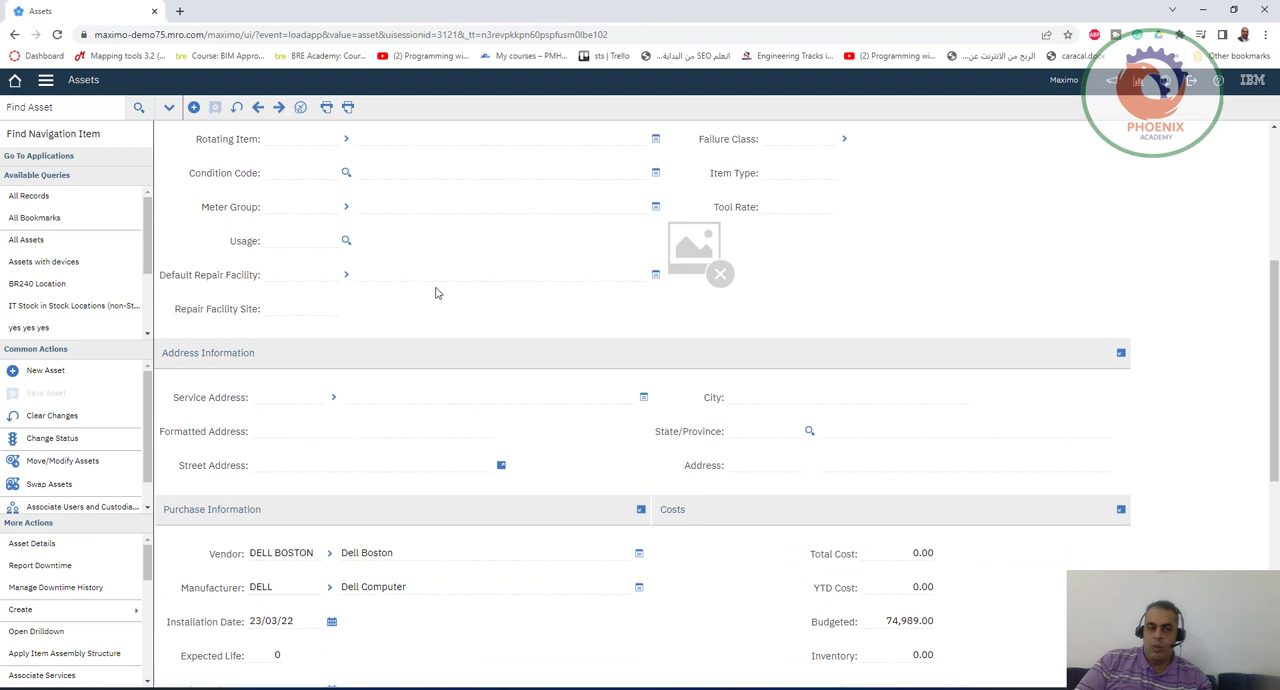 Assets
maximo-demo75.mro.com/maximo/ui/?event=loadapp&value=asset&uisessionid=3121&_tt=n3revpkkpn60pspfusm0lbe102
Dashboard
Mapping tools 3.2 (...
Course: BIM Appro...
BRE Academy: Cour...
(2) Programming wi...
My courses – PMH...
sts | Trello
اتعلم SEO من البداية...
Engineering Tracks i...
(2) Programming wi...
الربح من الانترنت عن...
caracal.docx
Other bookmarks
Assets
Maximo
IBM
PHOENIX
ACADEMY
Find Asset
Find Navigation Item
Go To Applications
Available Queries
All Records
All Bookmarks
All Assets
Assets with devices
BR240 Location
IT Stock in Stock Locations (non-St...
yes yes yes
Common Actions
New Asset
Save Asset
Clear Changes
Change Status
Move/Modify Assets
Swap Assets
Associate Users and Custodia...
More Actions
Asset Details
Report Downtime
Manage Downtime History
Create
Open Drilldown
Apply Item Assembly Structure
Associate Services
Rotating Item:
Failure Class:
Condition Code:
Item Type:
Meter Group:
Tool Rate:
Usage:
Default Repair Facility:
Repair Facility Site:
Address Information
Service Address:
City:
Formatted Address:
State/Province:
Street Address:
Address:
Purchase Information
Costs
Vendor: DELL BOSTON Dell Boston
Total Cost: 0.00
Manufacturer: DELL Dell Computer
YTD Cost: 0.00
Installation Date: 23/03/22
Budgeted: 74,989.00
Expected Life: 0
Inventory: 0.00